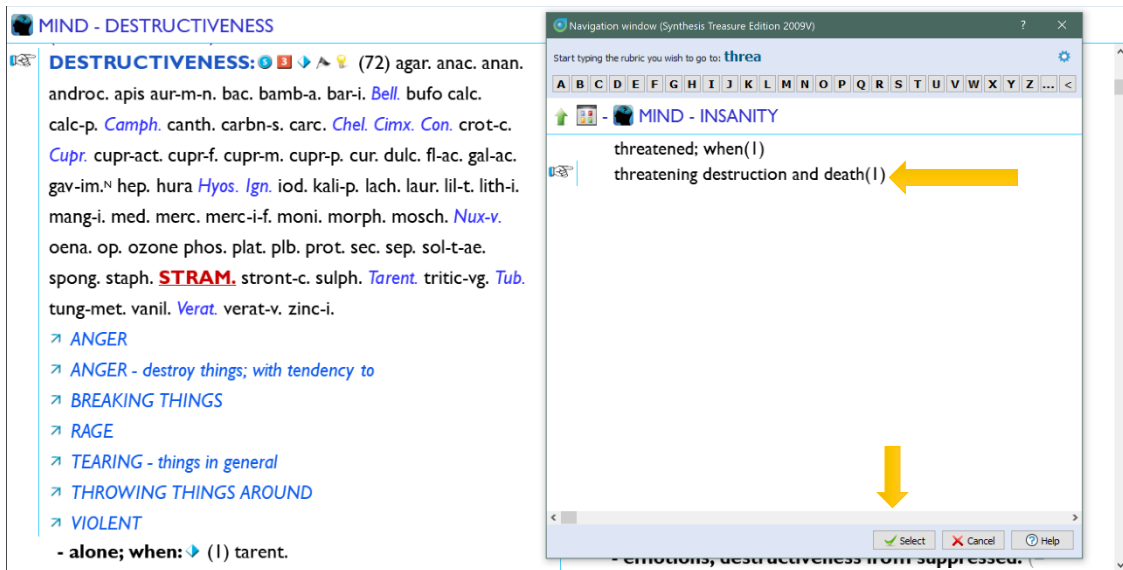 MIND - DESTRUCTIVENESS
DESTRUCTIVENESS: 5 3 (72) agar. anac. anan.
androc. apis aur-m-n. bac. bamb-a. bar-i. Bell. bufo calc.
calc-p. Camph. canth. carbn-s. carc. Chel. Cimx. Con. crot-c.
Cupr. cupr-act. cupr-f. cupr-m. cupr-p. cur. dulc. fl-ac. gal-ac.
gav-im.ᴺ hep. hura Hyos. Ign. iod. kali-p. lach. laur. lil-t. lith-i.
mang-i. med. merc. merc-i-f. moni. morph. mosch. Nux-v.
oena. op. ozone phos. plat. plb. prot. sec. sep. sol-t-ae.
spong. staph. STRAM. stront-c. sulph. Tarent. tritic-vg. Tub.
tung-met. vanil. Verat. verat-v. zinc-i.
ANGER
ANGER - destroy things; with tendency to
BREAKING THINGS
RAGE
TEARING - things in general
THROWING THINGS AROUND
VIOLENT
- alone; when: (1) tarent.
Navigation window (Synthesis Treasure Edition 2009V) ?
Start typing the rubric you wish to go to: threa
A B C D E F G H I J K L M N O P Q R S T U V W X Y Z ... <
- MIND - INSANITY
threatened; when(1)
threatening destruction and death(1)
Select Cancel Help
- emotions; destructiveness from suppressed: